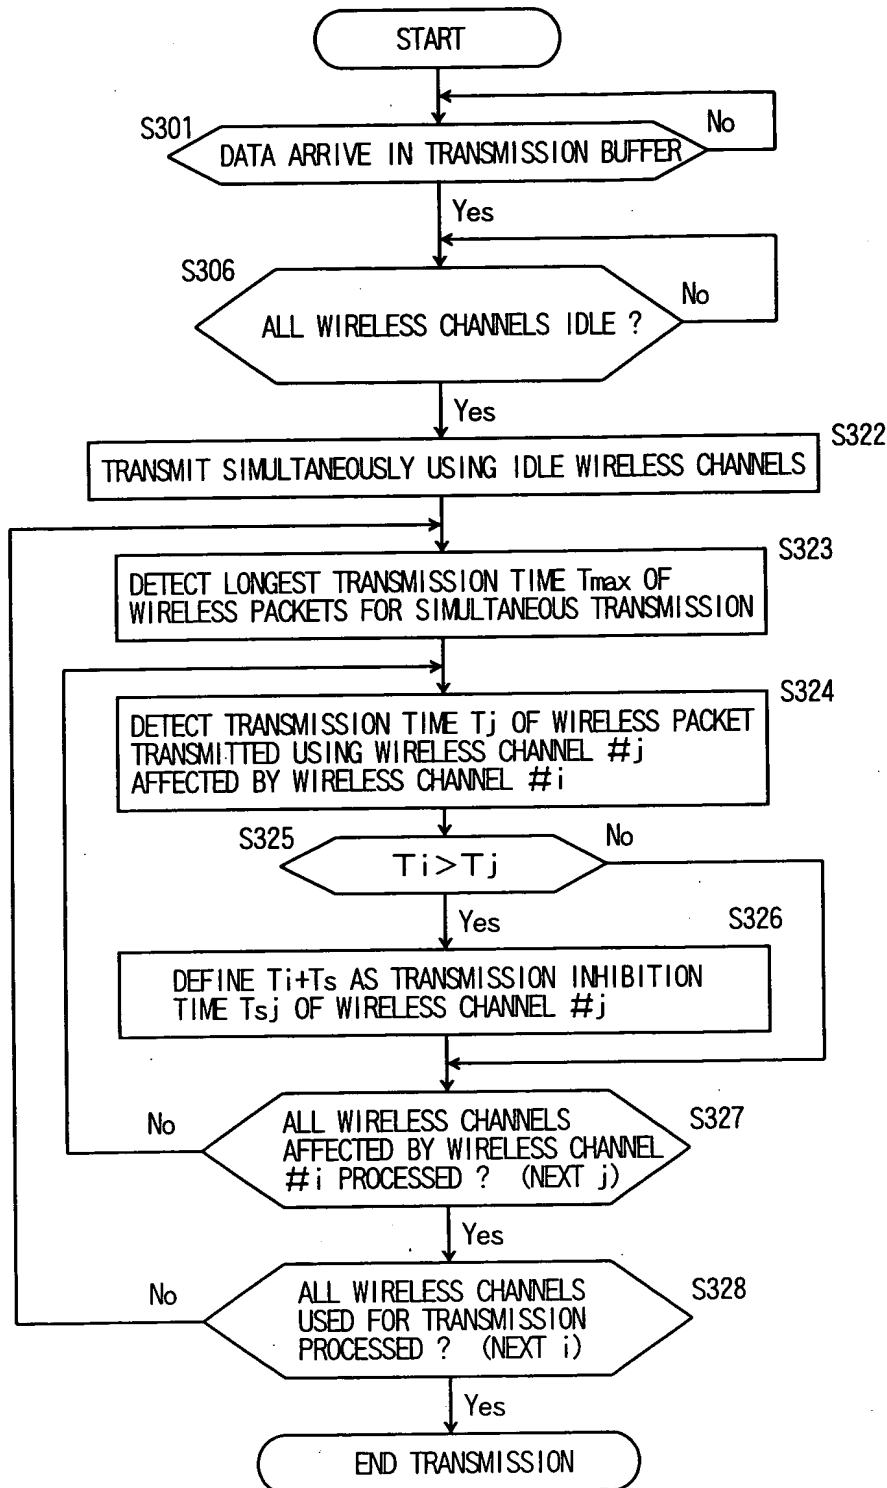 START
No
S301
DATA ARRIVE IN TRANSMISSION BUFFER
Yes
S306
No
ALL WIRELESS CHANNELS IDLE ?
Yes
S322
TRANSMIT SIMULTANEOUSLY USING IDLE WIRELESS CHANNELS
S323
DETECT LONGEST TRANSMISSION TIME Tmax OF
WIRELESS PACKETS FOR SIMULTANEOUS TRANSMISSION
S324
DETECT TRANSMISSION TIME Tj OF WIRELESS PACKET
TRANSMITTED USING WIRELESS CHANNEL #j
AFFECTED BY WIRELESS CHANNEL #i
S325
No
Ti>Tj
Yes
S326
DEFINE Ti+Ts AS TRANSMISSION INHIBITION
TIME Tsj OF WIRELESS CHANNEL #j
No
S327
ALL WIRELESS CHANNELS
AFFECTED BY WIRELESS CHANNEL
#i PROCESSED ? (NEXT j)
Yes
No
S328
ALL WIRELESS CHANNELS
USED FOR TRANSMISSION
PROCESSED ? (NEXT i)
Yes
END TRANSMISSION